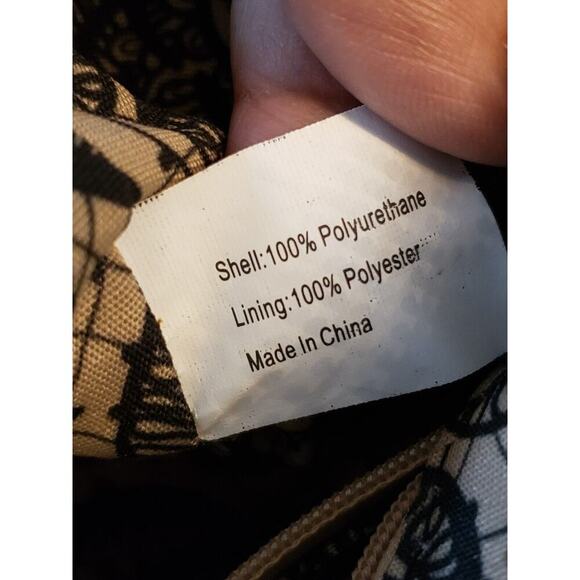 Shell:100% Polyurethane
Lining:100% Polyester
Made In China